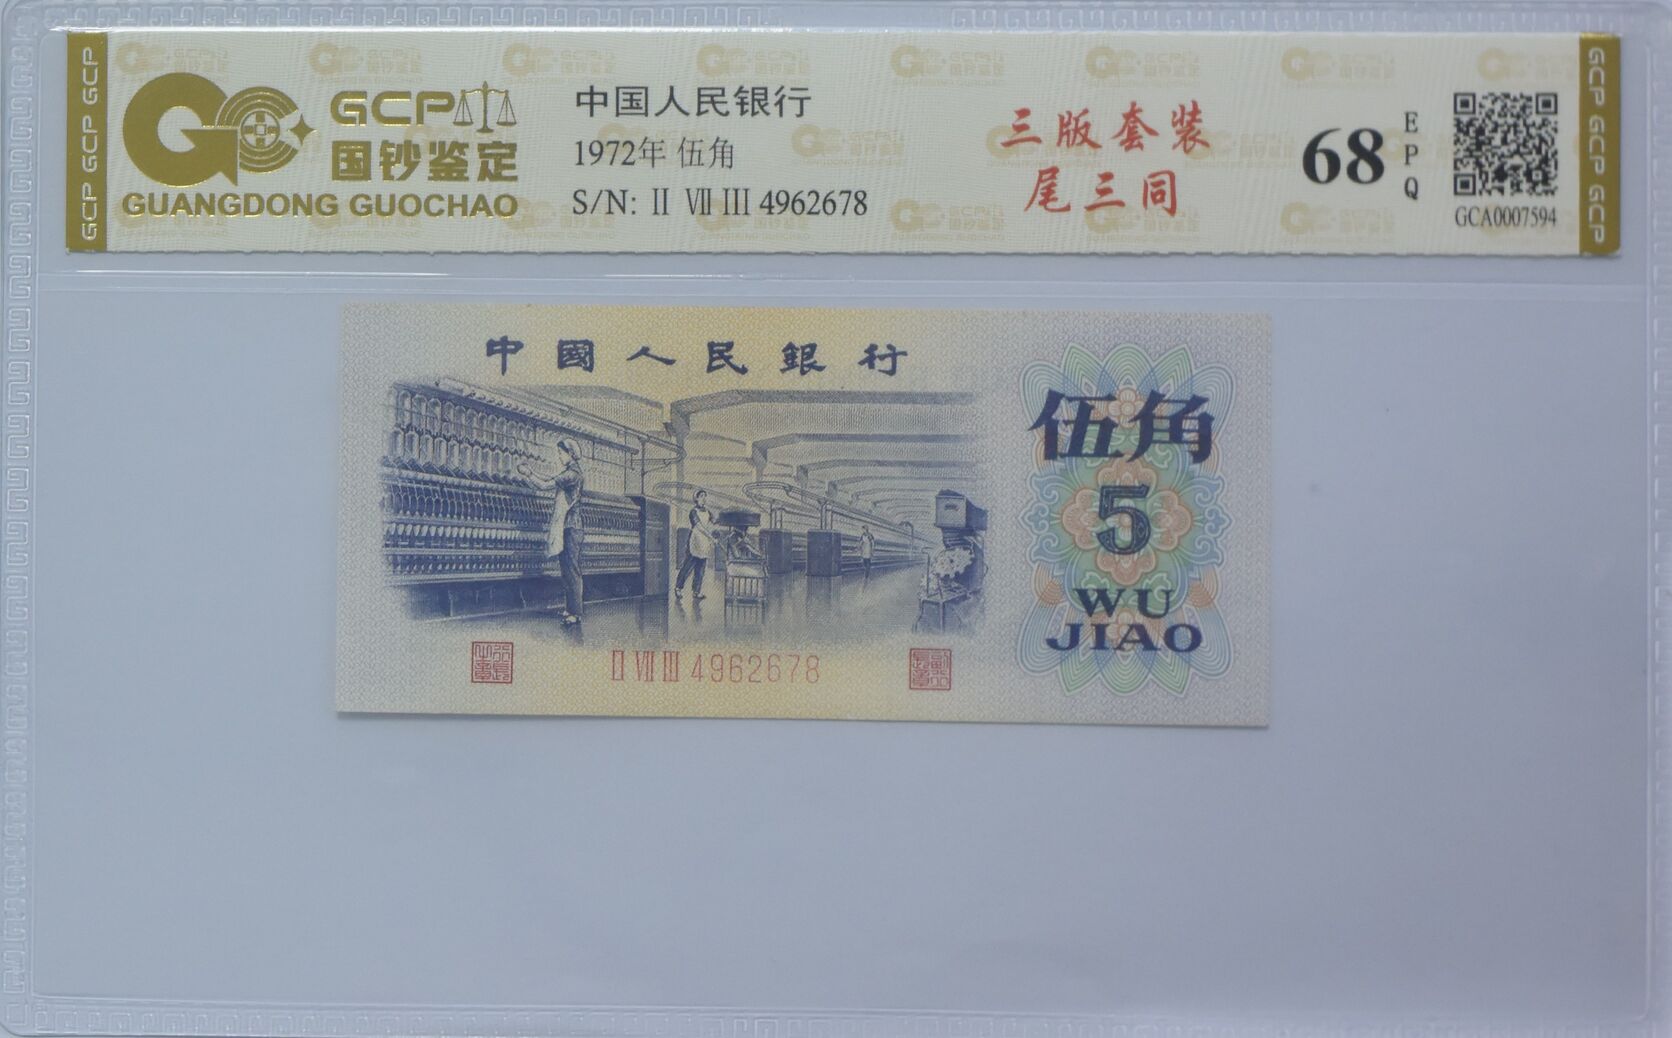 GCP GCP GCP
GCP
国钞鉴定
GUANGDONG GUOCHAO
中国人民银行
1972年 伍角
S/N: II VII III 4962678
三版套装
尾三同
68
EPQ
GCA0007594
GCP GCP GCP
中國人民銀行
伍角
5
WU
JIAO
II VII III 4962678